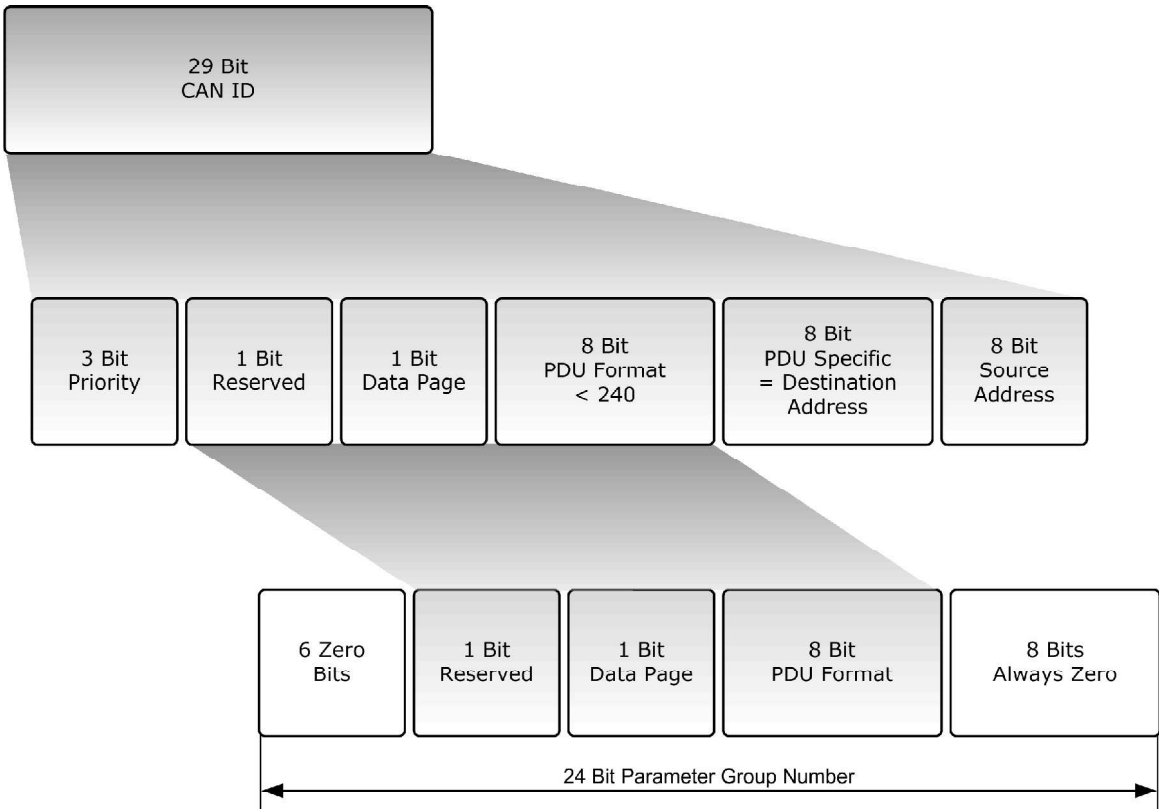 29 Bit
CAN ID
3 Bit
Priority
1 Bit
Reserved
1 Bit
Data Page
8 Bit
PDU Format
< 240
8 Bit
PDU Specific
= Destination
Address
8 Bit
Source
Address
6 Zero
Bits
1 Bit
Reserved
1 Bit
Data Page
8 Bit
PDU Format
8 Bits
Always Zero
24 Bit Parameter Group Number